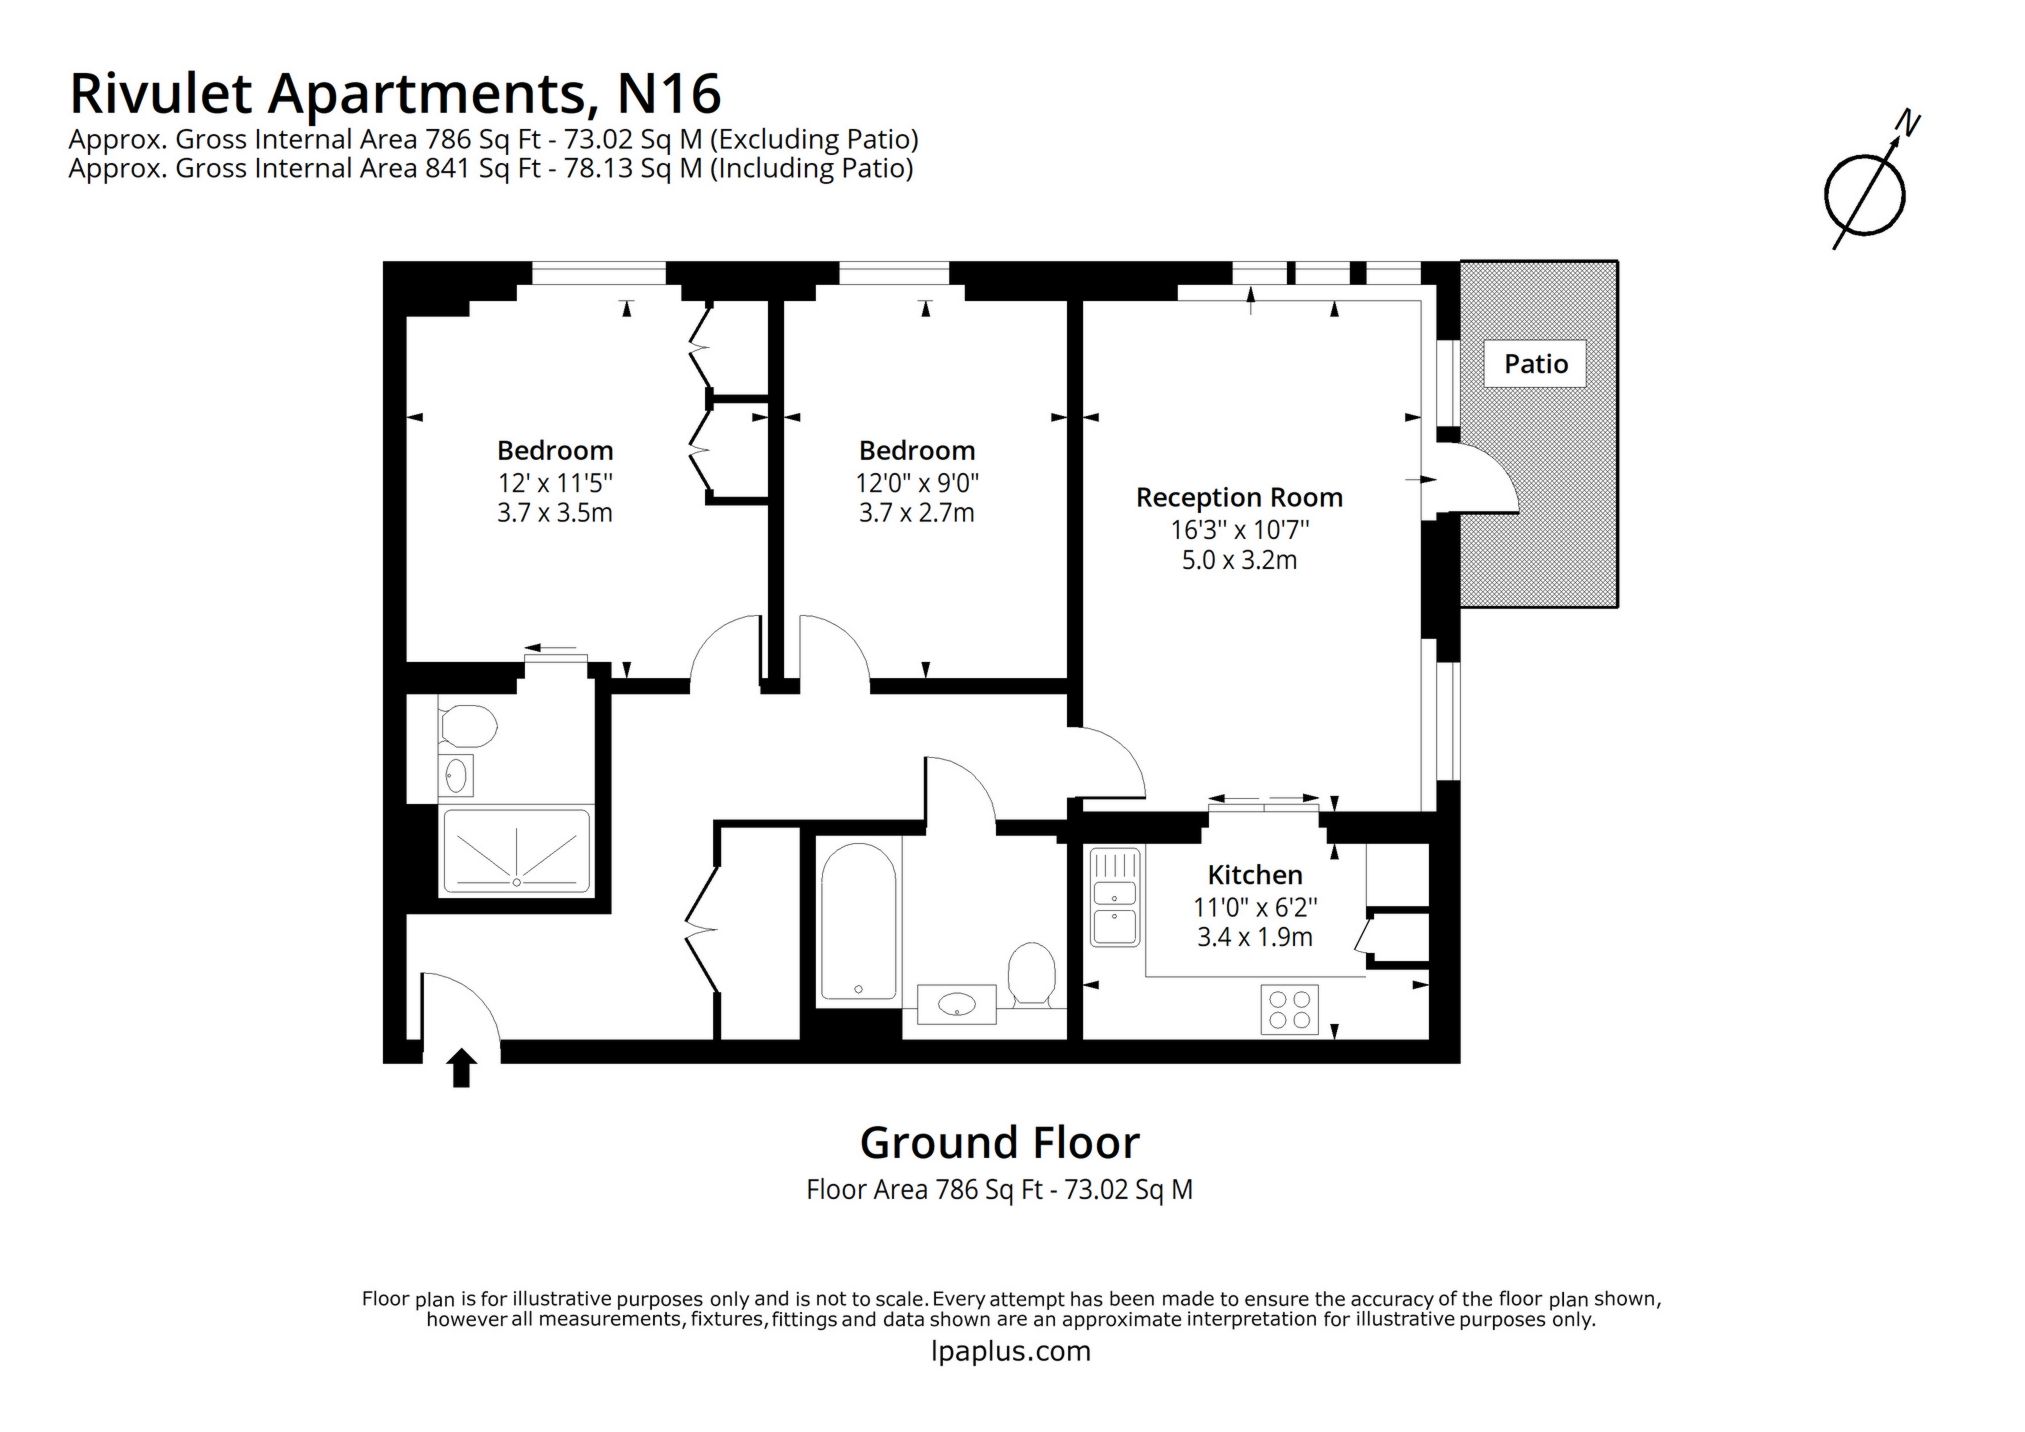 Rivulet Apartments, N16
Approx. Gross Internal Area 786 Sq Ft - 73.02 Sq M (Excluding Patio)
Approx. Gross Internal Area 841 Sq Ft - 78.13 Sq M (Including Patio)
N
Patio
Bedroom
12' x 11'5"
3.7 x 3.5m
Bedroom
12'0" x 9'0"
3.7 x 2.7m
Reception Room
16'3" x 10'7"
5.0 x 3.2m
Kitchen
11'0" x 6'2"
3.4 x 1.9m
Ground Floor
Floor Area 786 Sq Ft - 73.02 Sq M
Floor plan is for illustrative purposes only and is not to scale. Every attempt has been made to ensure the accuracy of the floor plan shown,
however all measurements, fixtures, fittings and data shown are an approximate interpretation for illustrative purposes only.
lpaplus.com